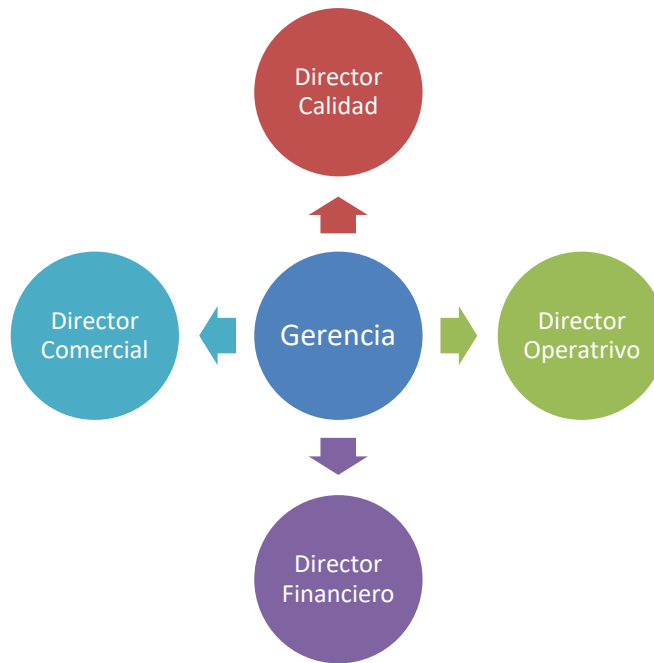 Director
Calidad
Director
Comercial
Gerencia
Director
Operatrivo
Director
Financiero